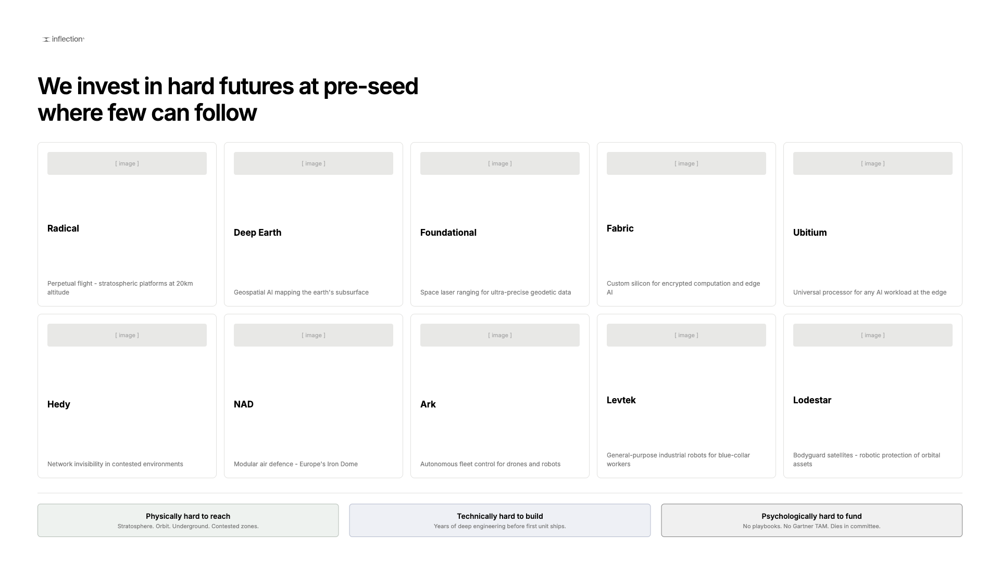 inflection
We invest in hard futures at pre-seed
where few can follow
[ image ]
Radical
Perpetual flight - stratospheric platforms at 20km
altitude
[ image ]
Deep Earth
Geospatial AI mapping the earth's subsurface
[ image ]
Foundational
Space laser ranging for ultra-precise geodetic data
[ image ]
Fabric
Custom silicon for encrypted computation and edge
AI
[ image ]
Ubitium
Universal processor for any AI workload at the edge
[ image ]
Hedy
Network invisibility in contested environments
[ image ]
NAD
Modular air defence - Europe's Iron Dome
[ image ]
Ark
Autonomous fleet control for drones and robots
[ image ]
Levtek
General-purpose industrial robots for blue-collar
workers
[ image ]
Lodestar
Bodyguard satellites - robotic protection of orbital
assets
Physically hard to reach
Stratosphere. Orbit. Underground. Contested zones.
Technically hard to build
Years of deep engineering before first unit ships.
Psychologically hard to fund
No playbooks. No Gartner TAM. Dies in committee.